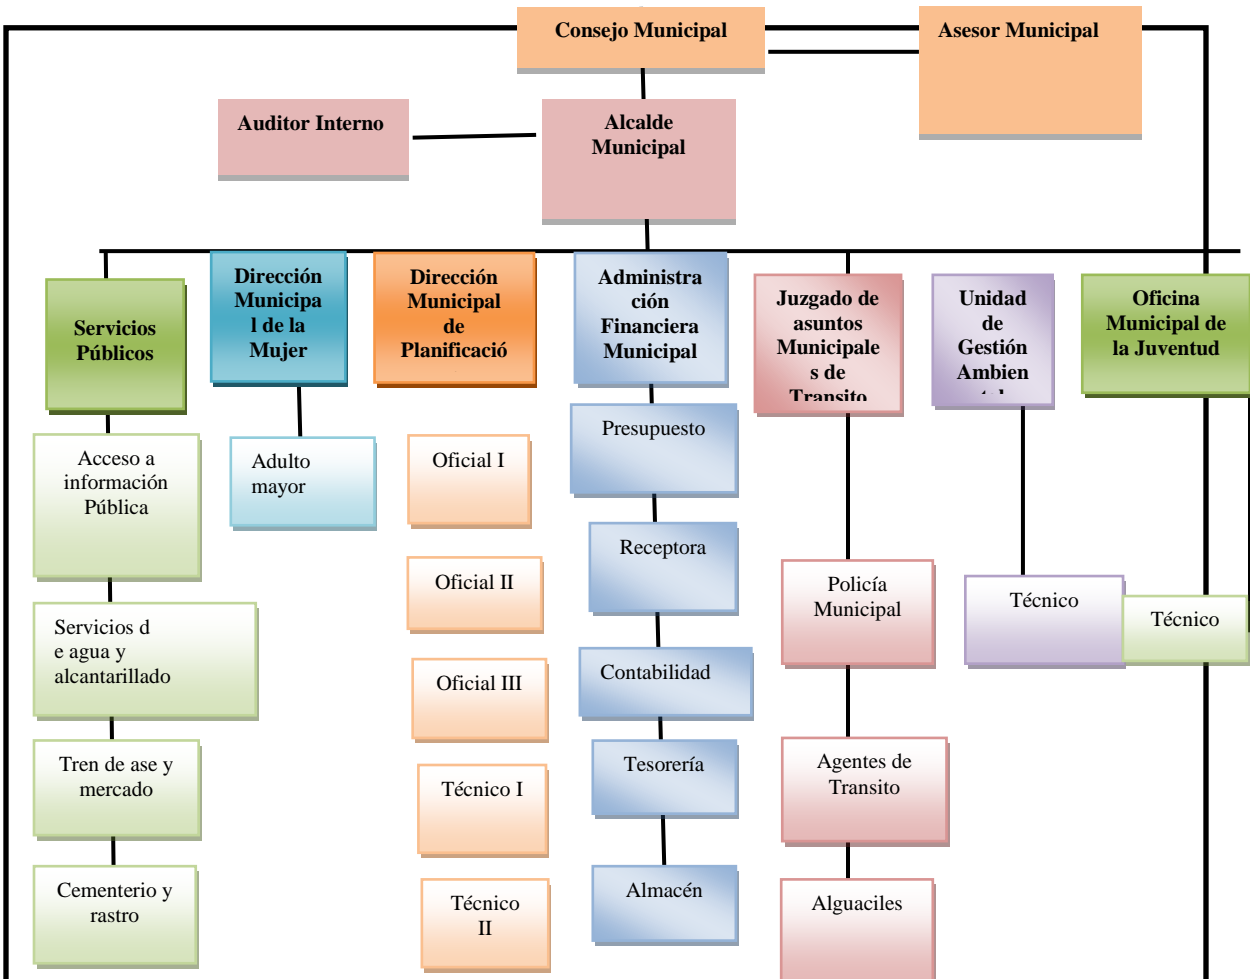 Consejo Municipal
Asesor Municipal
Auditor Interno
Alcalde
Municipal
Servicios
Públicos
Dirección
Municipa
l de la
Mujer
Dirección
Municipal
de
Planificació
Administra
ción
Financiera
Municipal
Juzgado de
asuntos
Municipale
s de
Transito
Unidad
de
Gestión
Ambien
Oficina
Municipal de
la Juventud
Acceso a
información
Pública
Servicios d
e agua y
alcantarillado
Tren de ase y
mercado
Cementerio y
rastro
Adulto
mayor
Oficial I
Oficial II
Oficial III
Técnico I
Técnico
II
Presupuesto
Receptora
Contabilidad
Tesorería
Almacén
Policía
Municipal
Agentes de
Transito
Alguaciles
Técnico
Técnico